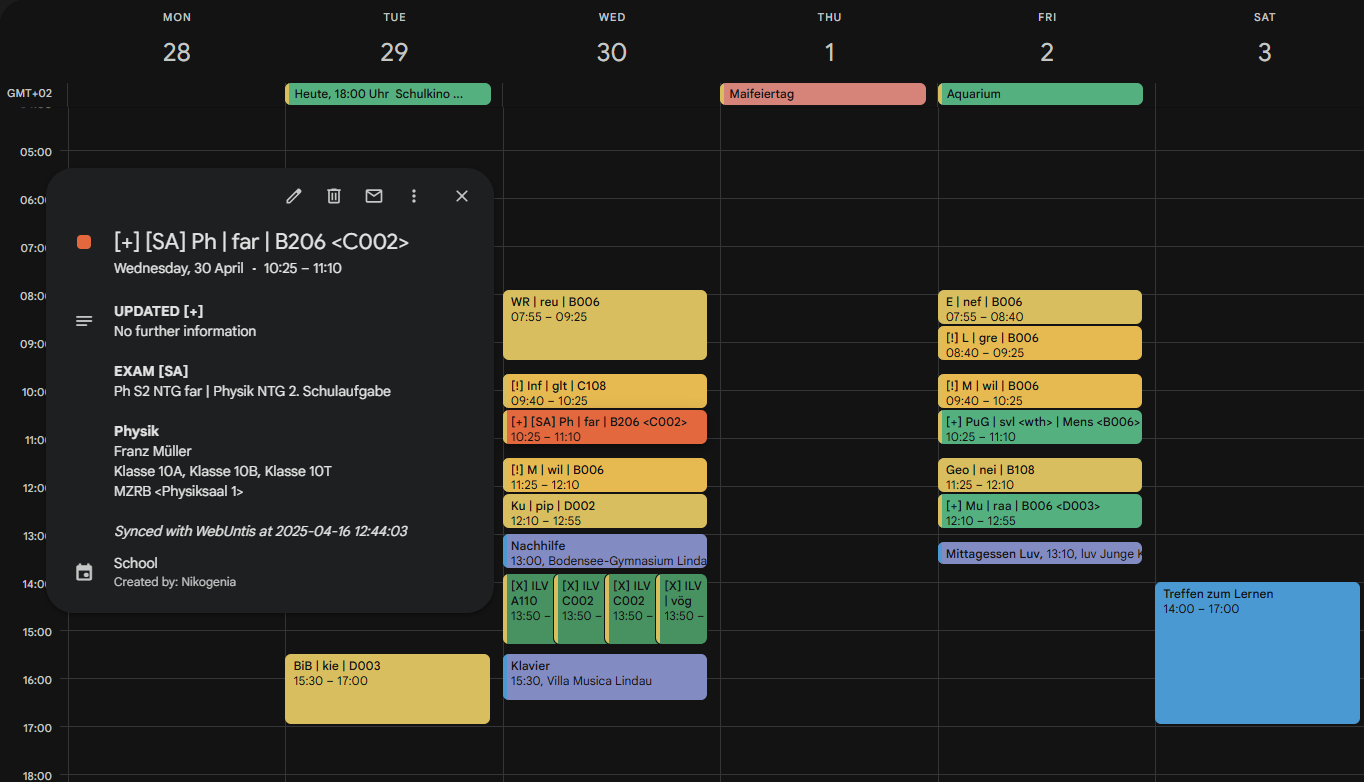 MON
TUE
WED
THU
FRI
SAT
28
29
30
1
2
3
GMT+02
Heute, 18:00 Uhr Schulkino ...
Maifeiertag
Aquarium
05:00
06:00
07:00
08:00
09:00
10:00
11:00
12:00
13:00
14:00
15:00
16:00
17:00
18:00
[+] [SA] Ph | far | B206 <C002>
Wednesday, 30 April · 10:25 – 11:10
UPDATED [+]
No further information
EXAM [SA]
Ph S2 NTG far | Physik NTG 2. Schulaufgabe
Physik
Franz Müller
Klasse 10A, Klasse 10B, Klasse 10T
MZRB <Physiksaal 1>
Synced with WebUntis at 2025-04-16 12:44:03
School
Created by: Nikogenia
BiB | kie | D003
15:30 – 17:00
WR | reu | B006
07:55 – 09:25
[!] Inf | glt | C108
09:40 – 10:25
[+] [SA] Ph | far | B206 <C002>
10:25 – 11:10
[!] M | wil | B006
11:25 – 12:10
Ku | pip | D002
12:10 – 12:55
Nachhilfe
13:00, Bodensee-Gymnasium Linda
[X] ILV
A110
13:50 –
[X] ILV
C002
13:50 –
[X] ILV
C002
13:50 –
[X] ILV
| vög
13:50 –
Klavier
15:30, Villa Musica Lindau
E | nef | B006
07:55 – 08:40
[!] L | gre | B006
08:40 – 09:25
[!] M | wil | B006
09:40 – 10:25
[+] PuG | svl <wth> | Mens <B006>
10:25 – 11:10
Geo | nei | B108
11:25 – 12:10
[+] Mu | raa | B006 <D003>
12:10 – 12:55
Mittagessen Luv, 13:10, luv Junge K
Treffen zum Lernen
14:00 – 17:00